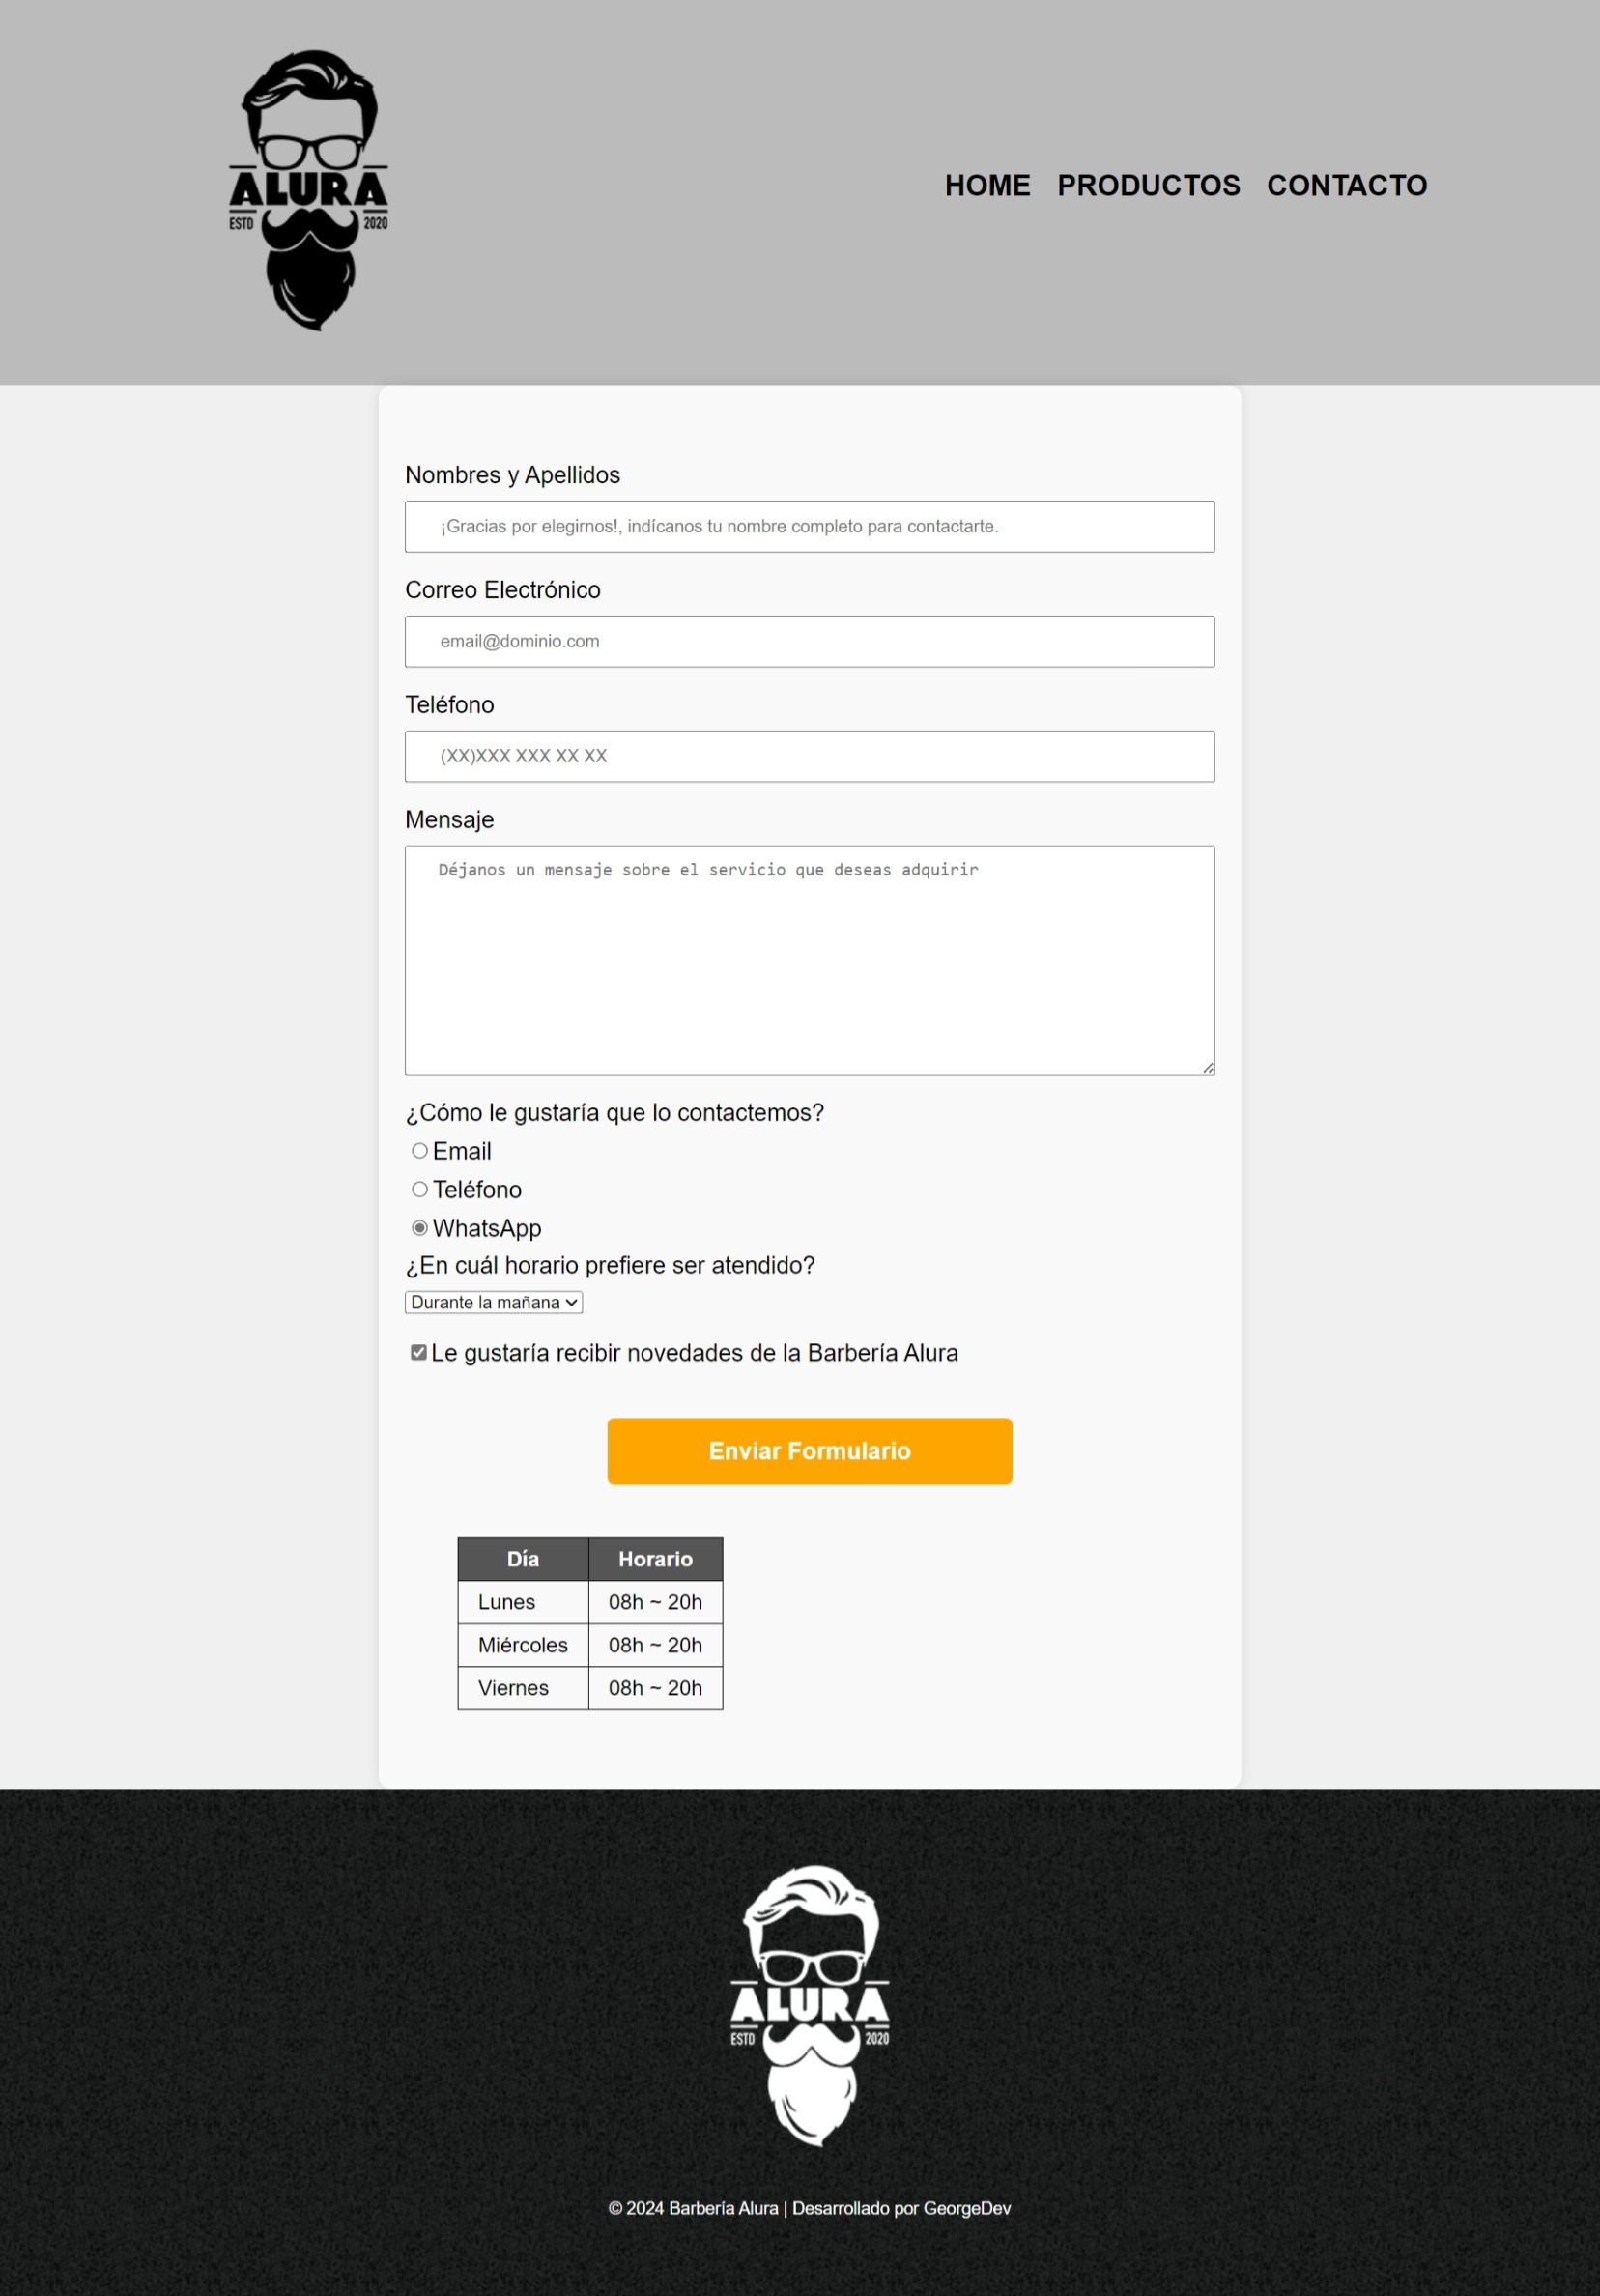 ALURA
ESTD 2020
HOME PRODUCTOS CONTACTO
Nombres y Apellidos
¡Gracias por elegirnos!, indícanos tu nombre completo para contactarte.
Correo Electrónico
email@dominio.com
Teléfono
(XX)XXX XXX XX XX
Mensaje
Déjanos un mensaje sobre el servicio que deseas adquirir
¿Cómo le gustaría que lo contactemos?
Email
Teléfono
WhatsApp
¿En cuál horario prefiere ser atendido?
Durante la mañana
Le gustaría recibir novedades de la Barbería Alura
Enviar Formulario
Día Horario
Lunes 08h ~ 20h
Miércoles 08h ~ 20h
Viernes 08h ~ 20h
ALURA
ESTD 2020
© 2024 Barbería Alura | Desarrollado por GeorgeDev